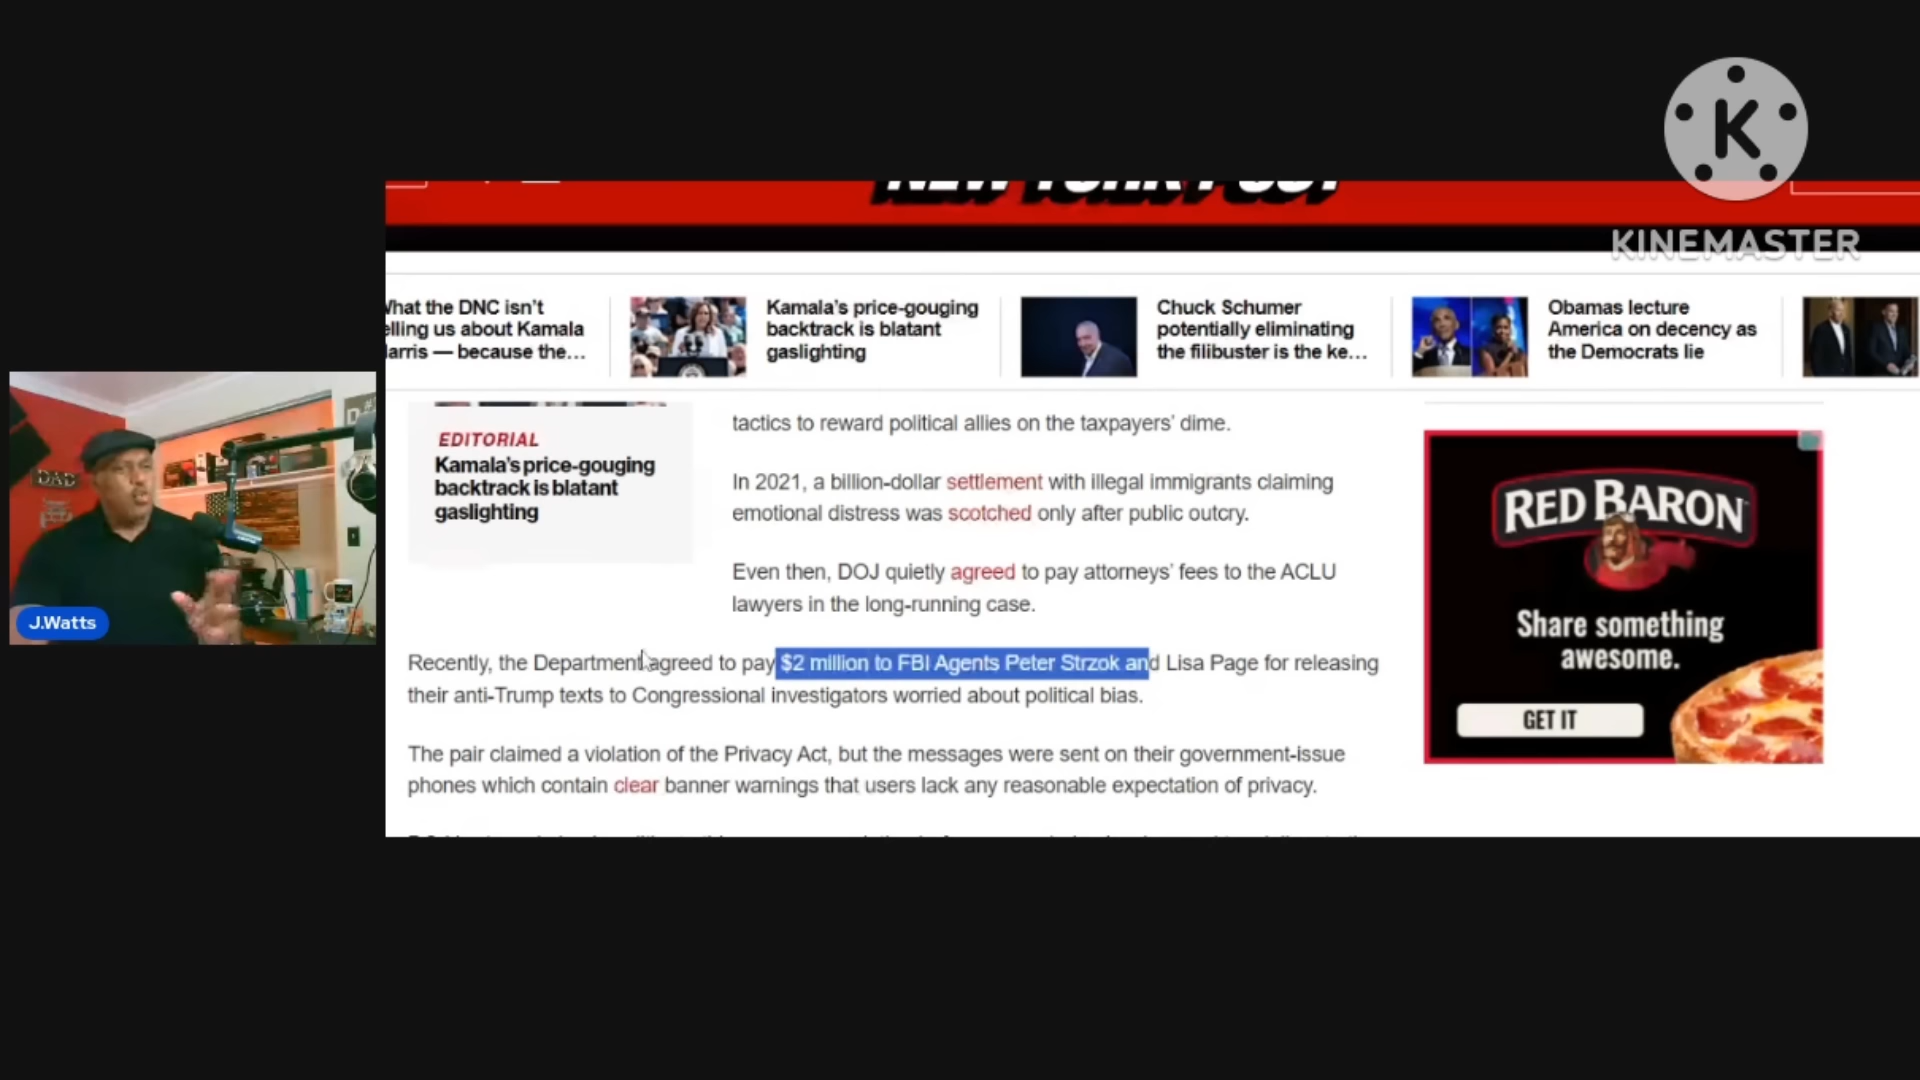 NEW YORK POST
KINEMASTER
What the DNC isn't
telling us about Kamala
Harris — because the...
Kamala's price-gouging
backtrack is blatant
gaslighting
Chuck Schumer
potentially eliminating
the filibuster is the ke...
Obamas lecture
America on decency as
the Democrats lie
EDITORIAL
Kamala's price-gouging
backtrack is blatant
gaslighting
tactics to reward political allies on the taxpayers' dime.
In 2021, a billion-dollar settlement with illegal immigrants claiming
emotional distress was scotched only after public outcry.
Even then, DOJ quietly agreed to pay attorneys' fees to the ACLU
lawyers in the long-running case.
Recently, the Department agreed to pay $2 million to FBI Agents Peter Strzok and Lisa Page for releasing
their anti-Trump texts to Congressional investigators worried about political bias.
The pair claimed a violation of the Privacy Act, but the messages were sent on their government-issue
phones which contain clear banner warnings that users lack any reasonable expectation of privacy.
RED BARON
Share something
awesome.
GET IT
DAD
J.Watts